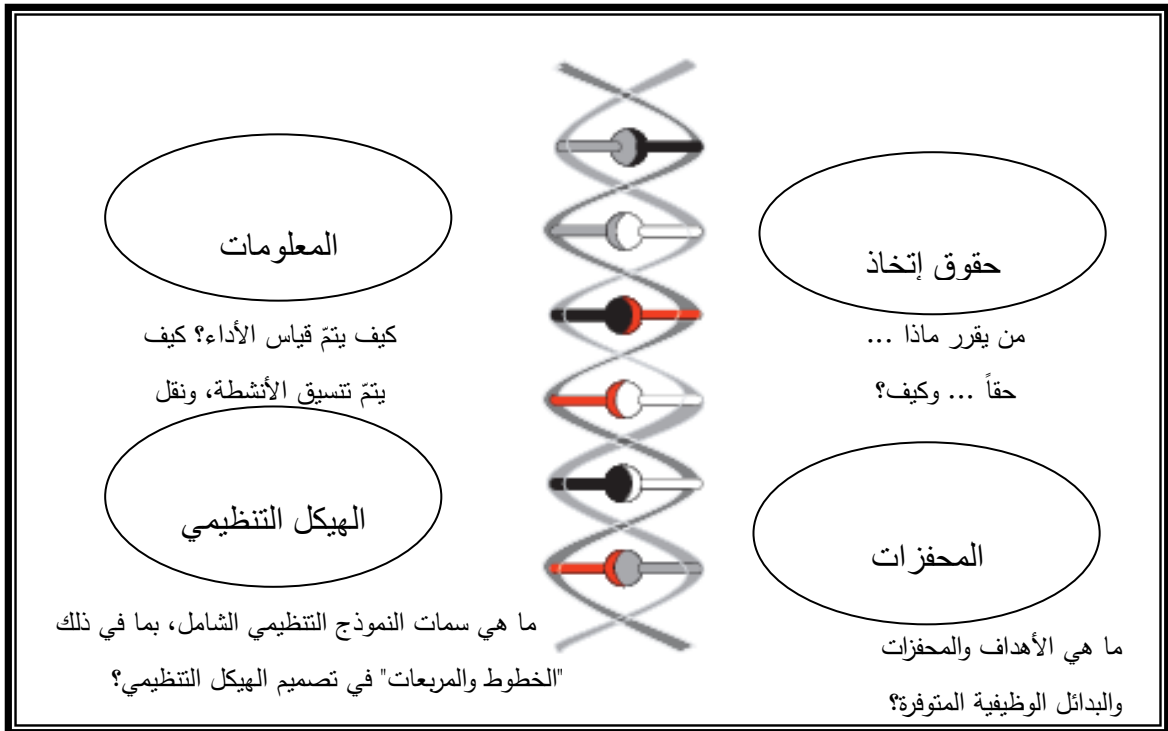 حقوق إتخاذ
من يقرر ماذا ...
حقاً ... وكيف؟
المعلومات
كيف يتمّ قياس الأداء؟ كيف
يتمّ تتسيق الأنشطة، ونقل
المحفزات
ما هي الأهداف والمحفزات
والبدائل الوظيفية المتوفرة؟
الهيكل التنظيمي
ما هي سمات النموذج التنظيمي الشامل، بما في ذلك
"الخطوط والمربعات" في تصميم الهيكل التنظيمي؟